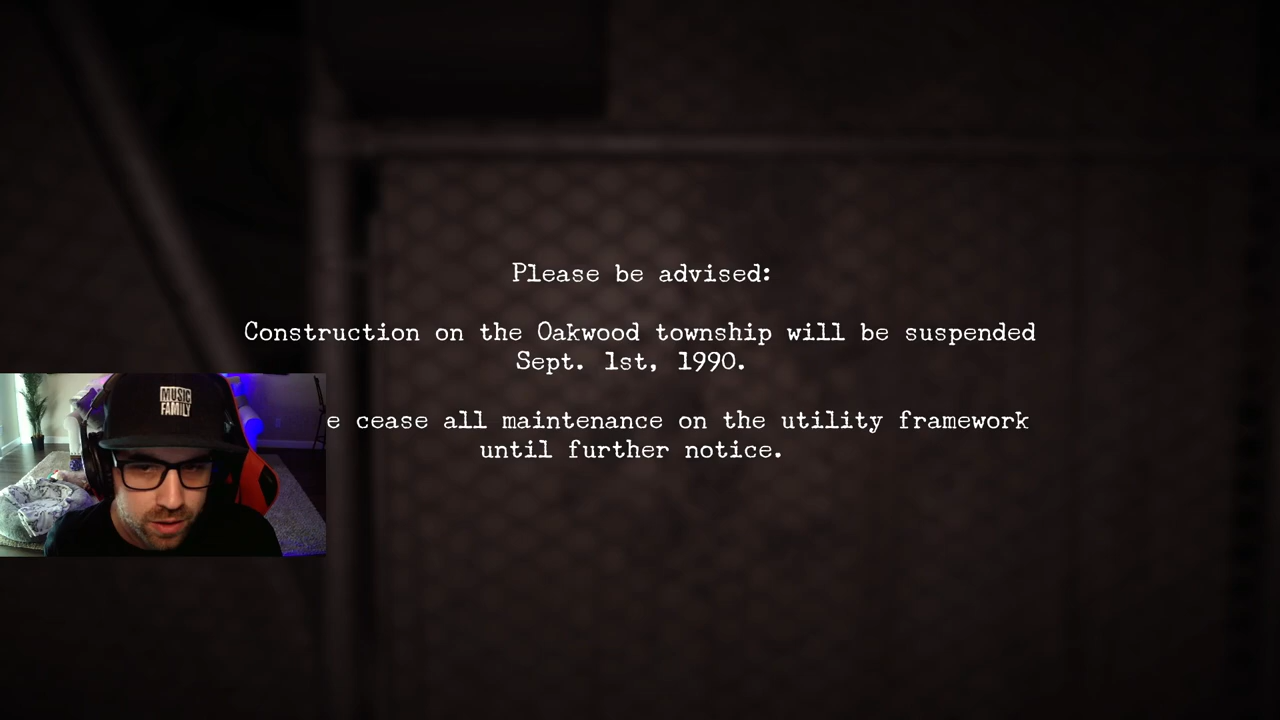 Please be advised:
Construction on the Oakwood township will be suspended
Sept. 1st, 1990.
MUSIC
FAMILY
e cease all maintenance on the utility framework
until further notice.